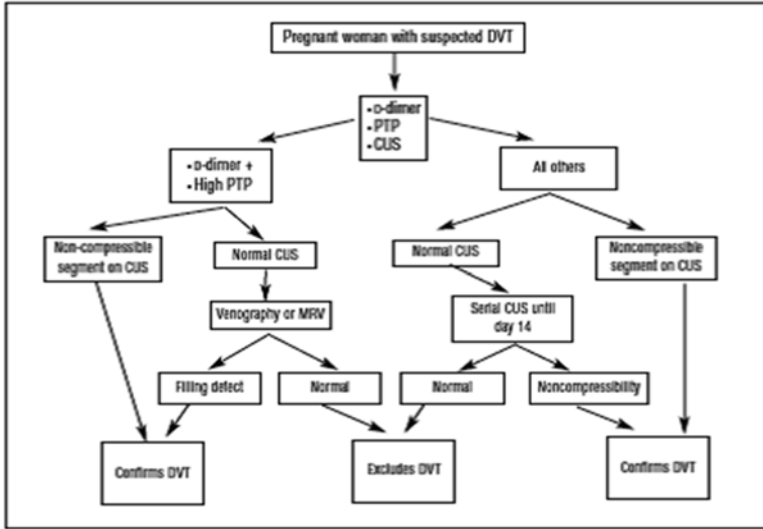 Pregnant woman with suspected DVT
• D-dimer
• PTP
• CUS
• D-dimer +
• High PTP
All others
Non-compressible
segment on CUS
Normal CUS
Normal CUS
Noncompressible
segment on CUS
Venography or MRV
Serial CUS until
day 14
Filling defect
Normal
Normal
Noncompressibility
Confirms DVT
Excludes DVT
Confirms DVT